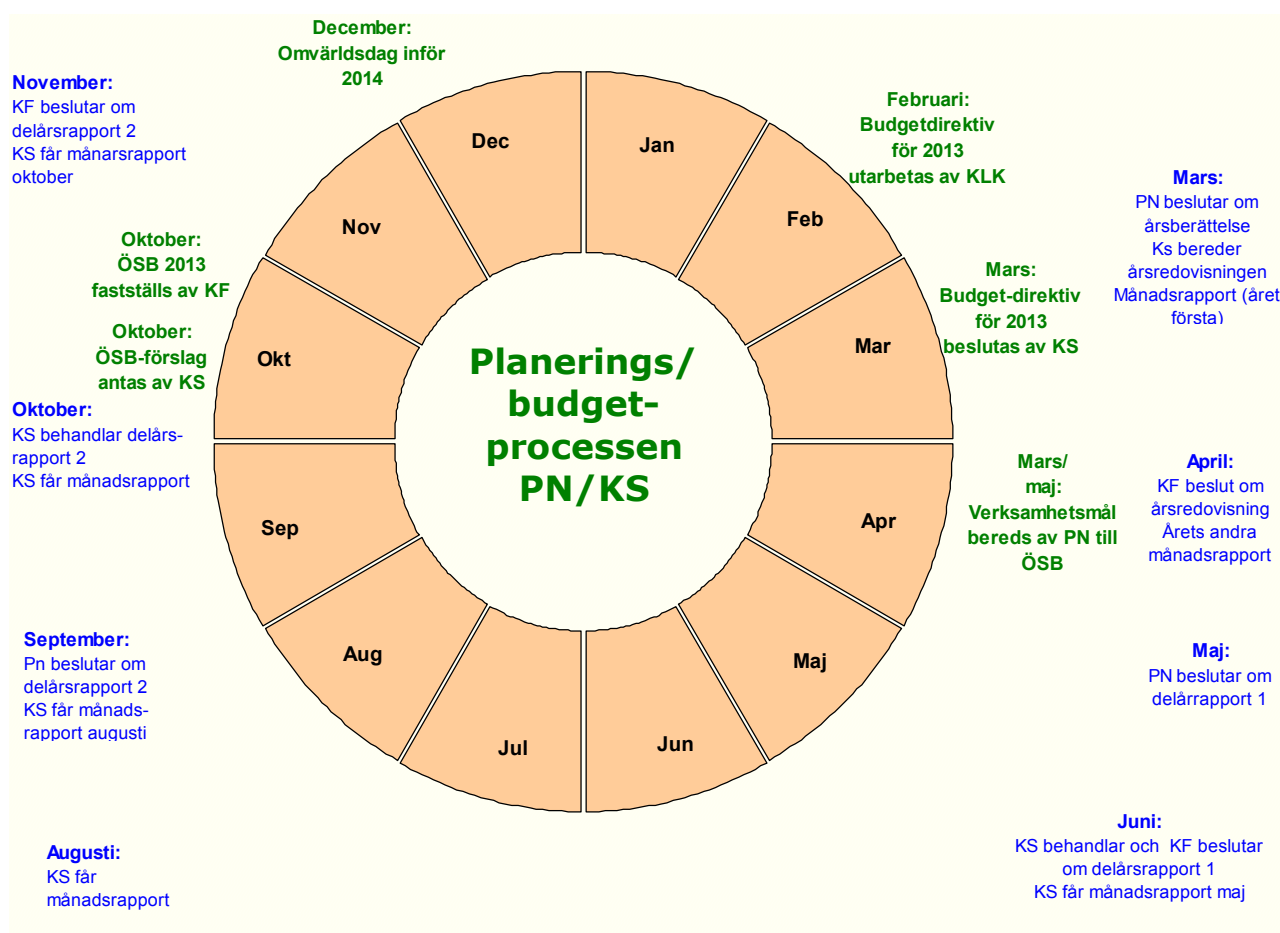 December:
Omvärldsdag inför
2014
November:
KF beslutar om
delårsrapport 2
KS får månarsrapport
oktober
Februari:
Budgetdirektiv
för 2013
utarbetas av KLK
Mars:
PN beslutar om
årsberättelse
Ks bereder
årsredovisningen
Månadsrapport (året
första)
Oktober:
ÖSB 2013
fastställs av KF
Mars:
Budget-direktiv
för 2013
beslutas av KS
Oktober:
ÖSB-förslag
antas av KS
Oktober:
KS behandlar delårs-
rapport 2
KS får månadsrapport
Mars/
maj:
Verksamhetsmål
bereds av PN till
ÖSB
April:
KF beslut om
årsredovisning
Årets andra
månadsrapport
September:
Pn beslutar om
delårsrapport 2
KS får månads-
rapport augusti
Maj:
PN beslutar om
delårrapport 1
Augusti:
KS får
månadsrapport
Juni:
KS behandlar och  KF beslutar
om delårsrapport 1
KS får månadsrapport maj
Jan
Feb
Mar
Apr
Maj
Jun
Jul
Aug
Sep
Okt
Nov
Dec
Planerings/
budget-
processen
PN/KS